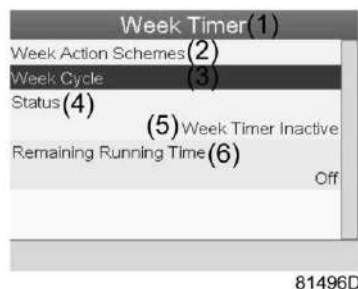 Week Timer(1)
Week Action Schemes(2)
Week Cycle (3)
Status(4)
(5)Week Timer Inactive
Remaining Running Time(6)
Off
81496D